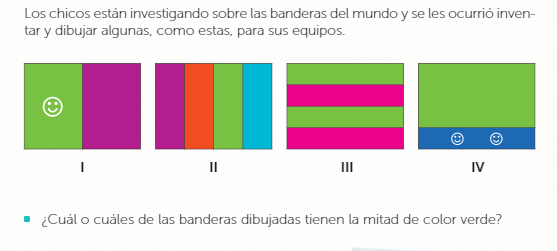 Los chicos están investigando sobre las banderas del mundo y se les ocurrió inven-
tar y dibujar algunas, como estas, para sus equipos.
I II III IV
¿Cuál o cuáles de las banderas dibujadas tienen la mitad de color verde?